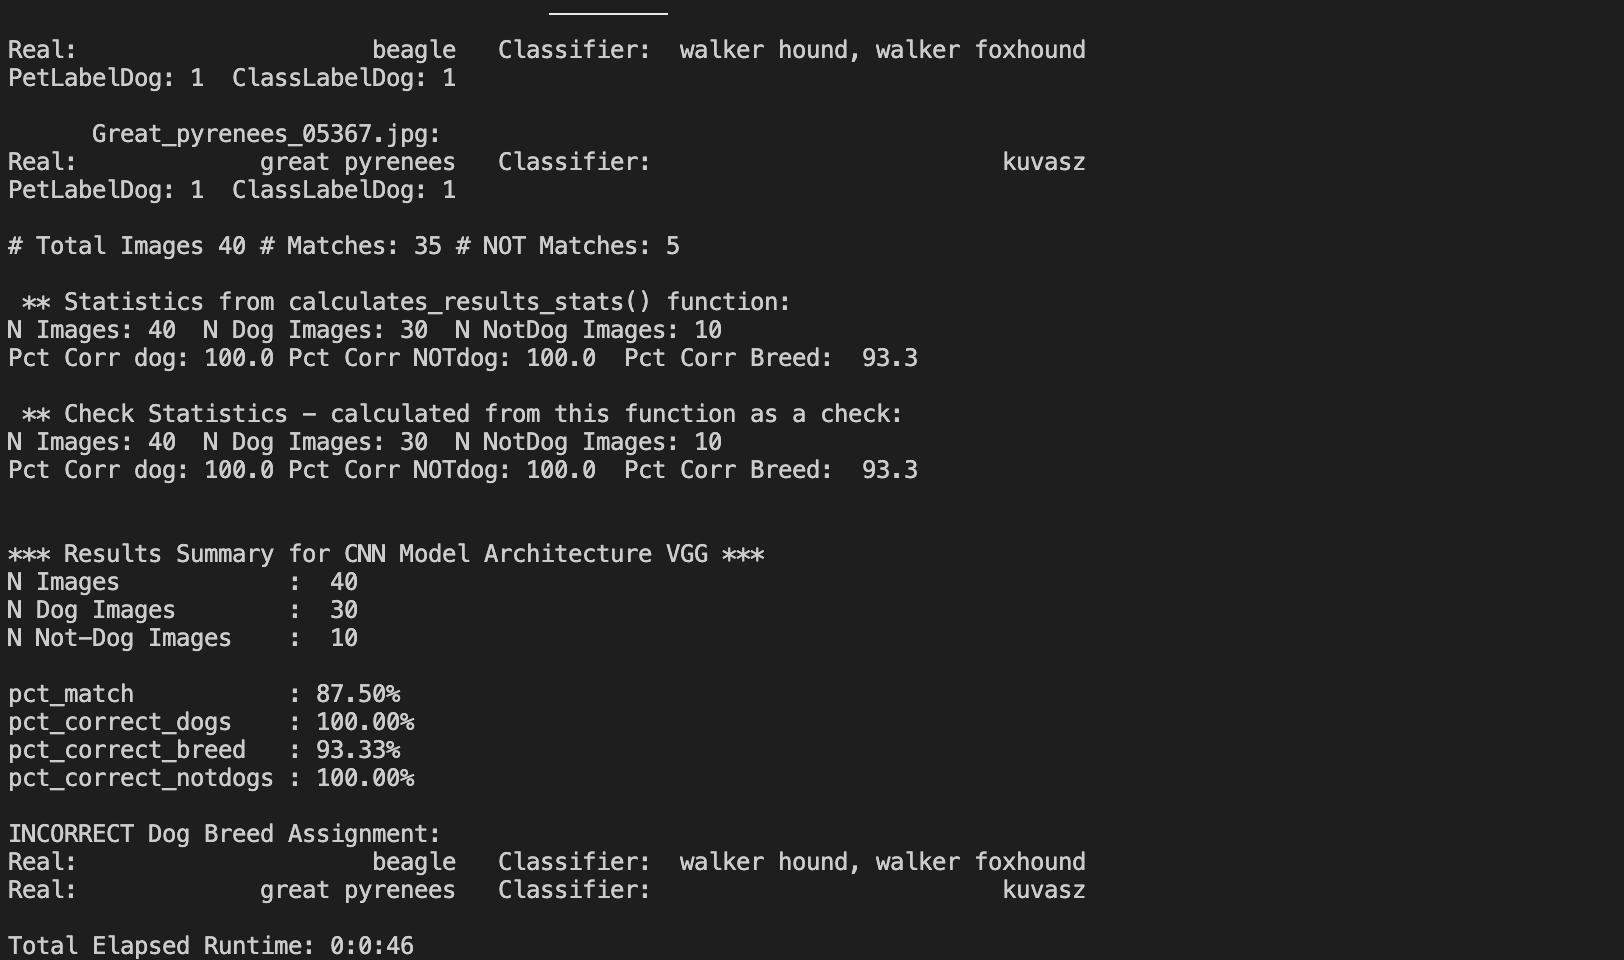 Real:                     beagle   Classifier:  walker hound, walker foxhound
PetLabelDog: 1  ClassLabelDog: 1
      Great_pyrenees_05367.jpg:
Real:             great pyrenees   Classifier:                         kuvasz
PetLabelDog: 1  ClassLabelDog: 1
# Total Images 40 # Matches: 35 # NOT Matches: 5
 ** Statistics from calculates_results_stats() function:
N Images: 40  N Dog Images: 30  N NotDog Images: 10
Pct Corr dog: 100.0 Pct Corr NOTdog: 100.0  Pct Corr Breed:  93.3
 ** Check Statistics - calculated from this function as a check:
N Images: 40  N Dog Images: 30  N NotDog Images: 10
Pct Corr dog: 100.0 Pct Corr NOTdog: 100.0  Pct Corr Breed:  93.3
*** Results Summary for CNN Model Architecture VGG ***
N Images            :  40
N Dog Images        :  30
N Not-Dog Images    :  10
pct_match           : 87.50%
pct_correct_dogs    : 100.00%
pct_correct_breed   : 93.33%
pct_correct_notdogs : 100.00%
INCORRECT Dog Breed Assignment:
Real:                     beagle   Classifier:  walker hound, walker foxhound
Real:             great pyrenees   Classifier:                         kuvasz
Total Elapsed Runtime: 0:0:46